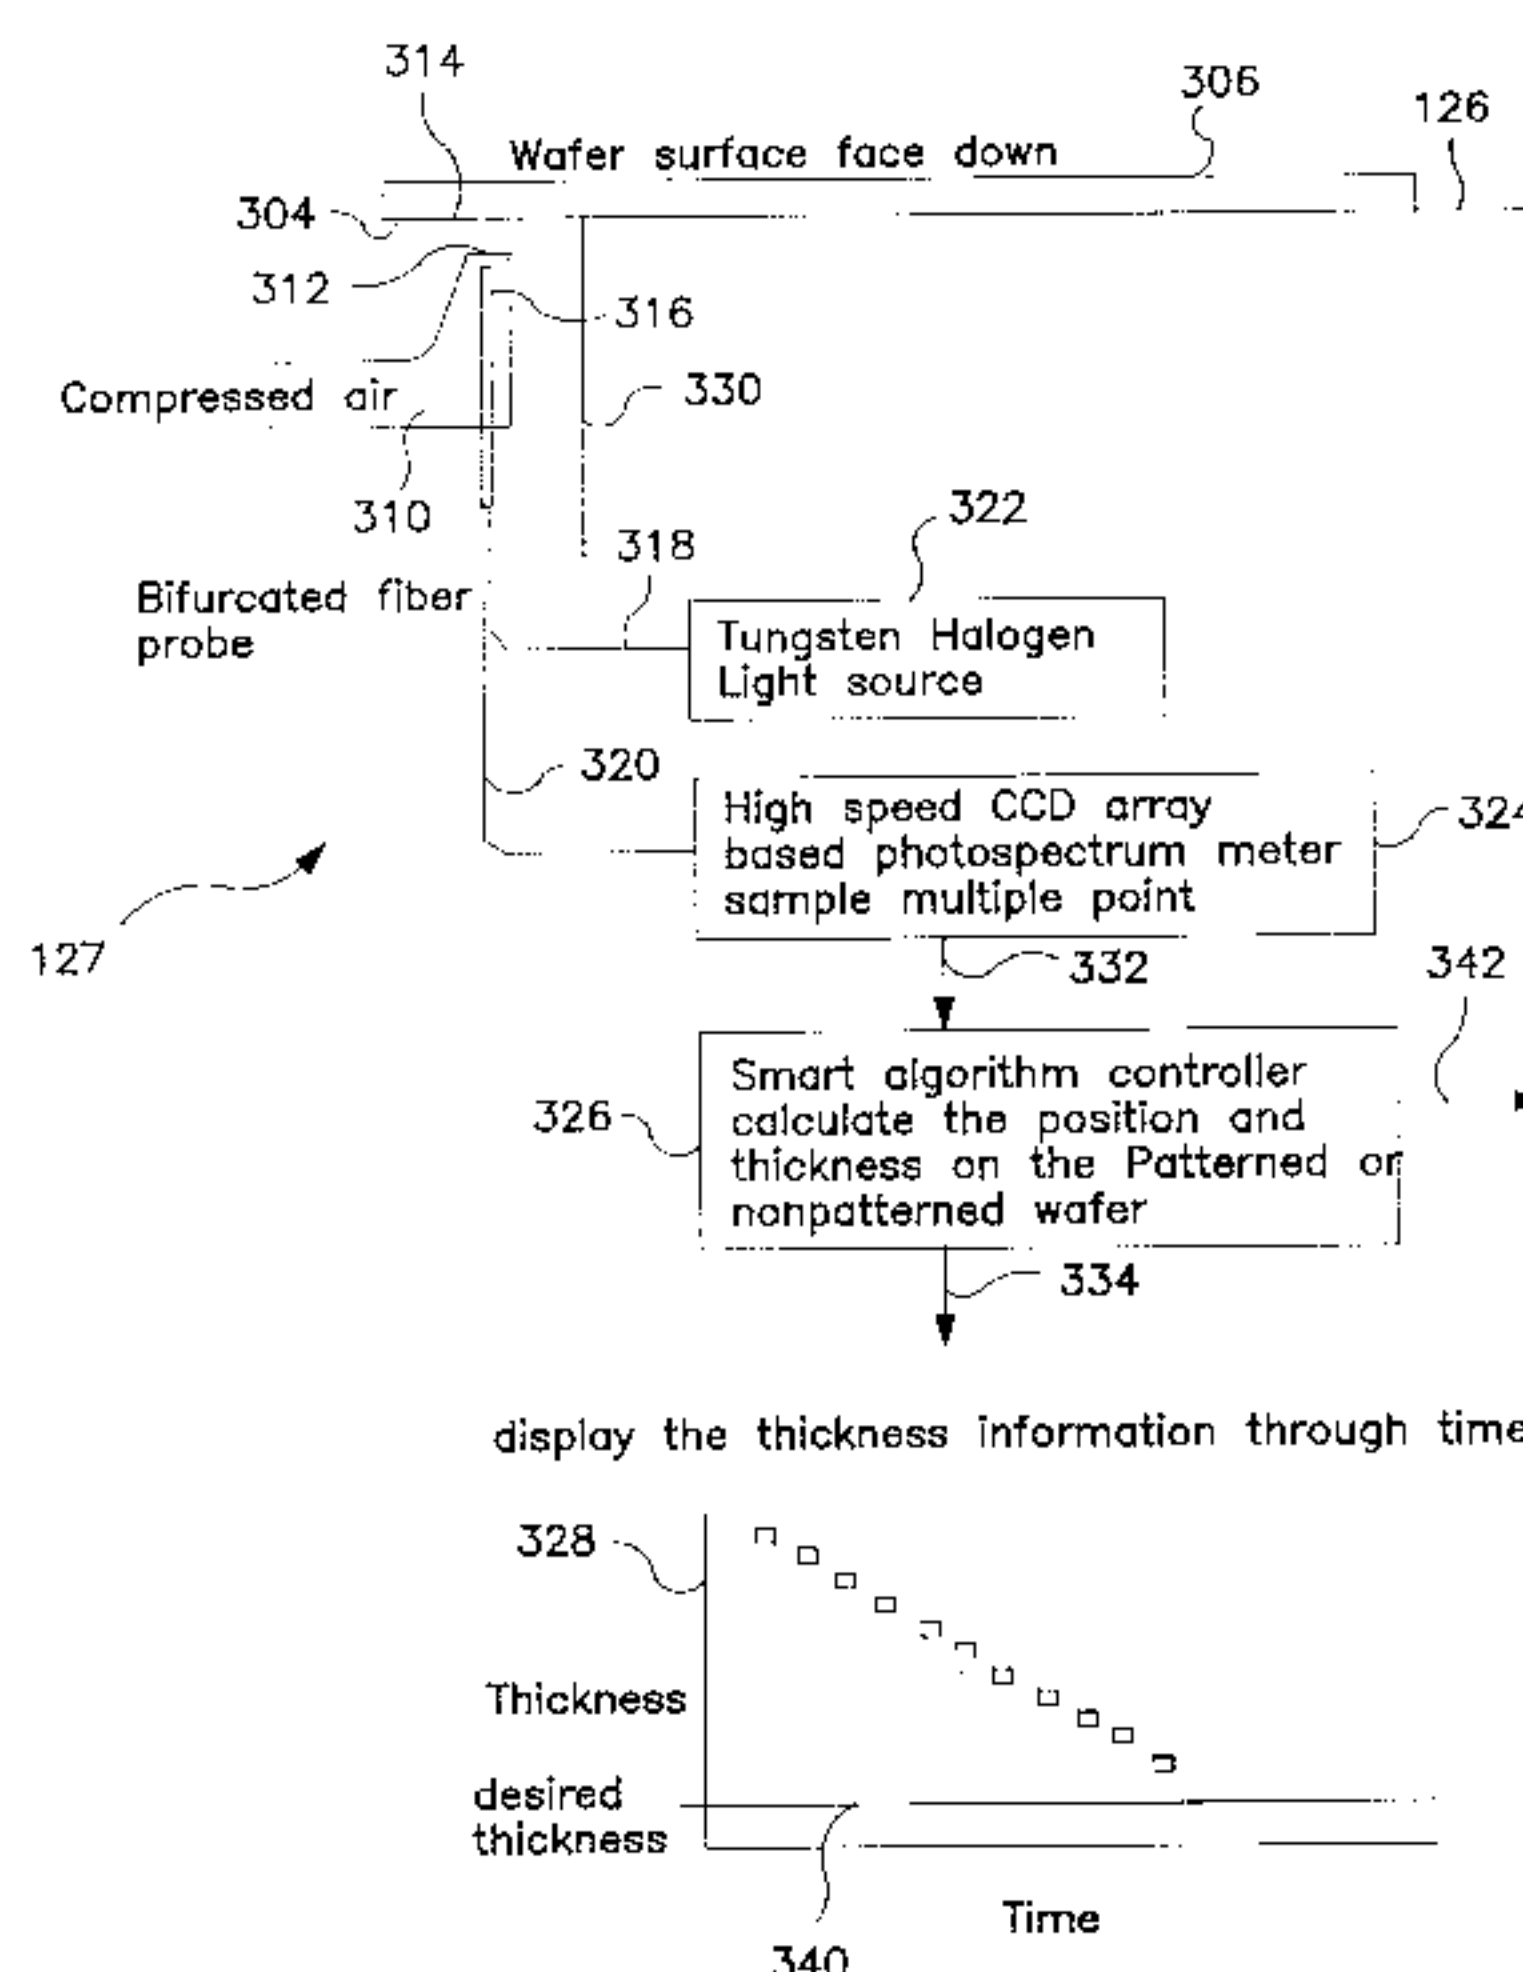 314
306
126
Wafer surface face down
304
312
316
330
Compressed air
310
322
318
Bifurcated fiber
probe
Tungsten Halogen
Light source
320
High speed CCD array
based photospectrum meter
sample multiple point
324
127
332
342
Smart algorithm controller
calculate the position and
thickness on the Patterned or
nonpatterned wafer
326
334
display the thickness information through time
328
Thickness
desired
thickness
Time
340